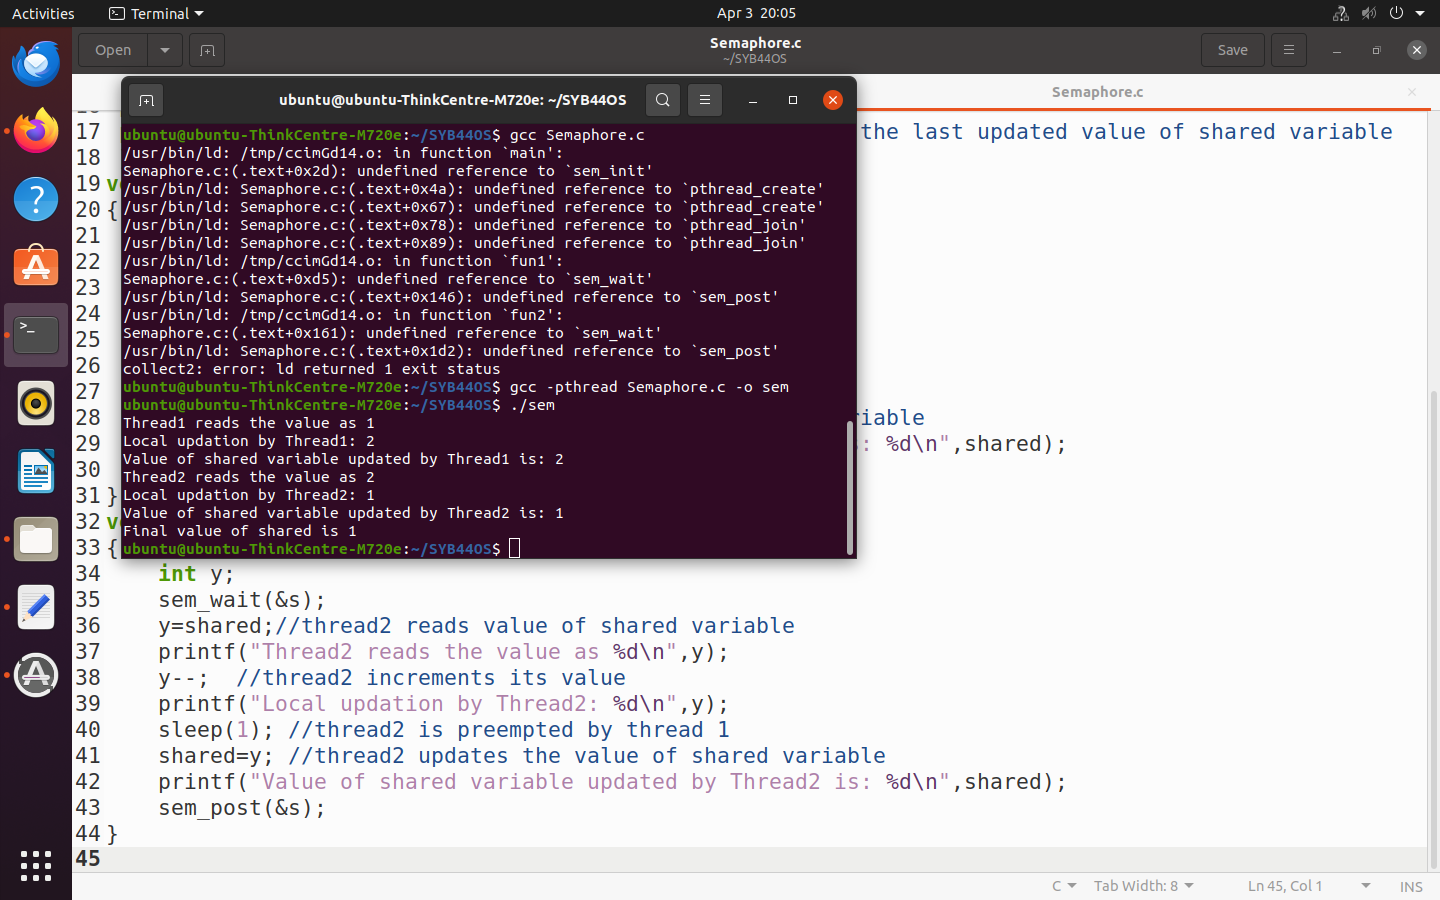 Activities
Terminal
Apr 3 20:05
Open
Semaphore.c
~/SYB44OS
Save
ubuntu@ubuntu-ThinkCentre-M720e: ~/SYB44OS
Semaphore.c
ubuntu@ubuntu-ThinkCentre-M720e:~/SYB44OS$ gcc Semaphore.c
/usr/bin/ld: /tmp/ccimGd14.o: in function `main':
Semaphore.c:(.text+0x2d): undefined reference to `sem_init'
/usr/bin/ld: Semaphore.c:(.text+0x4a): undefined reference to `pthread_create'
/usr/bin/ld: Semaphore.c:(.text+0x67): undefined reference to `pthread_create'
/usr/bin/ld: Semaphore.c:(.text+0x78): undefined reference to `pthread_join'
/usr/bin/ld: Semaphore.c:(.text+0x89): undefined reference to `pthread_join'
/usr/bin/ld: /tmp/ccimGd14.o: in function `fun1':
Semaphore.c:(.text+0xd5): undefined reference to `sem_wait'
/usr/bin/ld: Semaphore.c:(.text+0x146): undefined reference to `sem_post'
/usr/bin/ld: /tmp/ccimGd14.o: in function `fun2':
Semaphore.c:(.text+0x161): undefined reference to `sem_wait'
/usr/bin/ld: Semaphore.c:(.text+0x1d2): undefined reference to `sem_post'
collect2: error: ld returned 1 exit status
ubuntu@ubuntu-ThinkCentre-M720e:~/SYB44OS$ gcc -pthread Semaphore.c -o sem
ubuntu@ubuntu-ThinkCentre-M720e:~/SYB44OS$ ./sem
Thread1 reads the value as 1
Local updation by Thread1: 2
Value of shared variable updated by Thread1 is: 2
Thread2 reads the value as 2
Local updation by Thread2: 1
Value of shared variable updated by Thread2 is: 1
Final value of shared is 1
ubuntu@ubuntu-ThinkCentre-M720e:~/SYB44OS$
17 the last updated value of shared variable
18
19 v
20 {
21
22
23
24
25
26
27
28 riable
29 : %d\n",shared);
30
31 }
32 v
33 {
34 int y;
35 sem_wait(&s);
36 y=shared;//thread2 reads value of shared variable
37 printf("Thread2 reads the value as %d\n",y);
38 y--;  //thread2 increments its value
39 printf("Local updation by Thread2: %d\n",y);
40 sleep(1); //thread2 is preempted by thread 1
41 shared=y; //thread2 updates the value of shared variable
42 printf("Value of shared variable updated by Thread2 is: %d\n",shared);
43 sem_post(&s);
44 }
45
C
Tab Width: 8
Ln 45, Col 1
INS